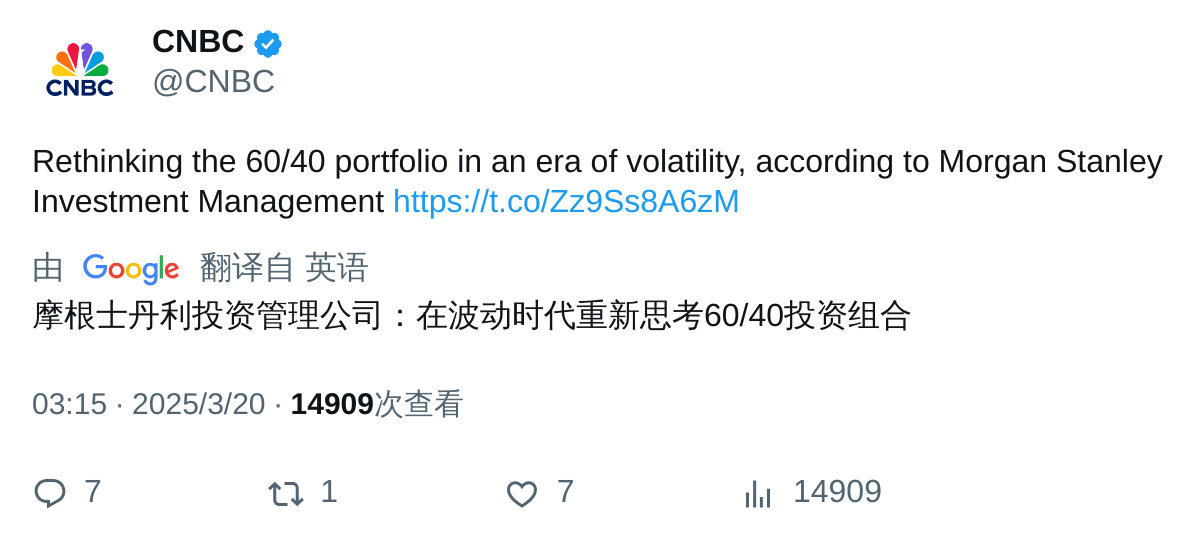 CNBC
CNBC
@CNBC
Rethinking the 60/40 portfolio in an era of volatility, according to Morgan Stanley
Investment Management https://t.co/Zz9Ss8A6zM
由 Google 翻译自 英语
摩根士丹利投资管理公司：在波动时代重新思考60/40投资组合
03:15 · 2025/3/20 · 14909次查看
7 1 7 14909